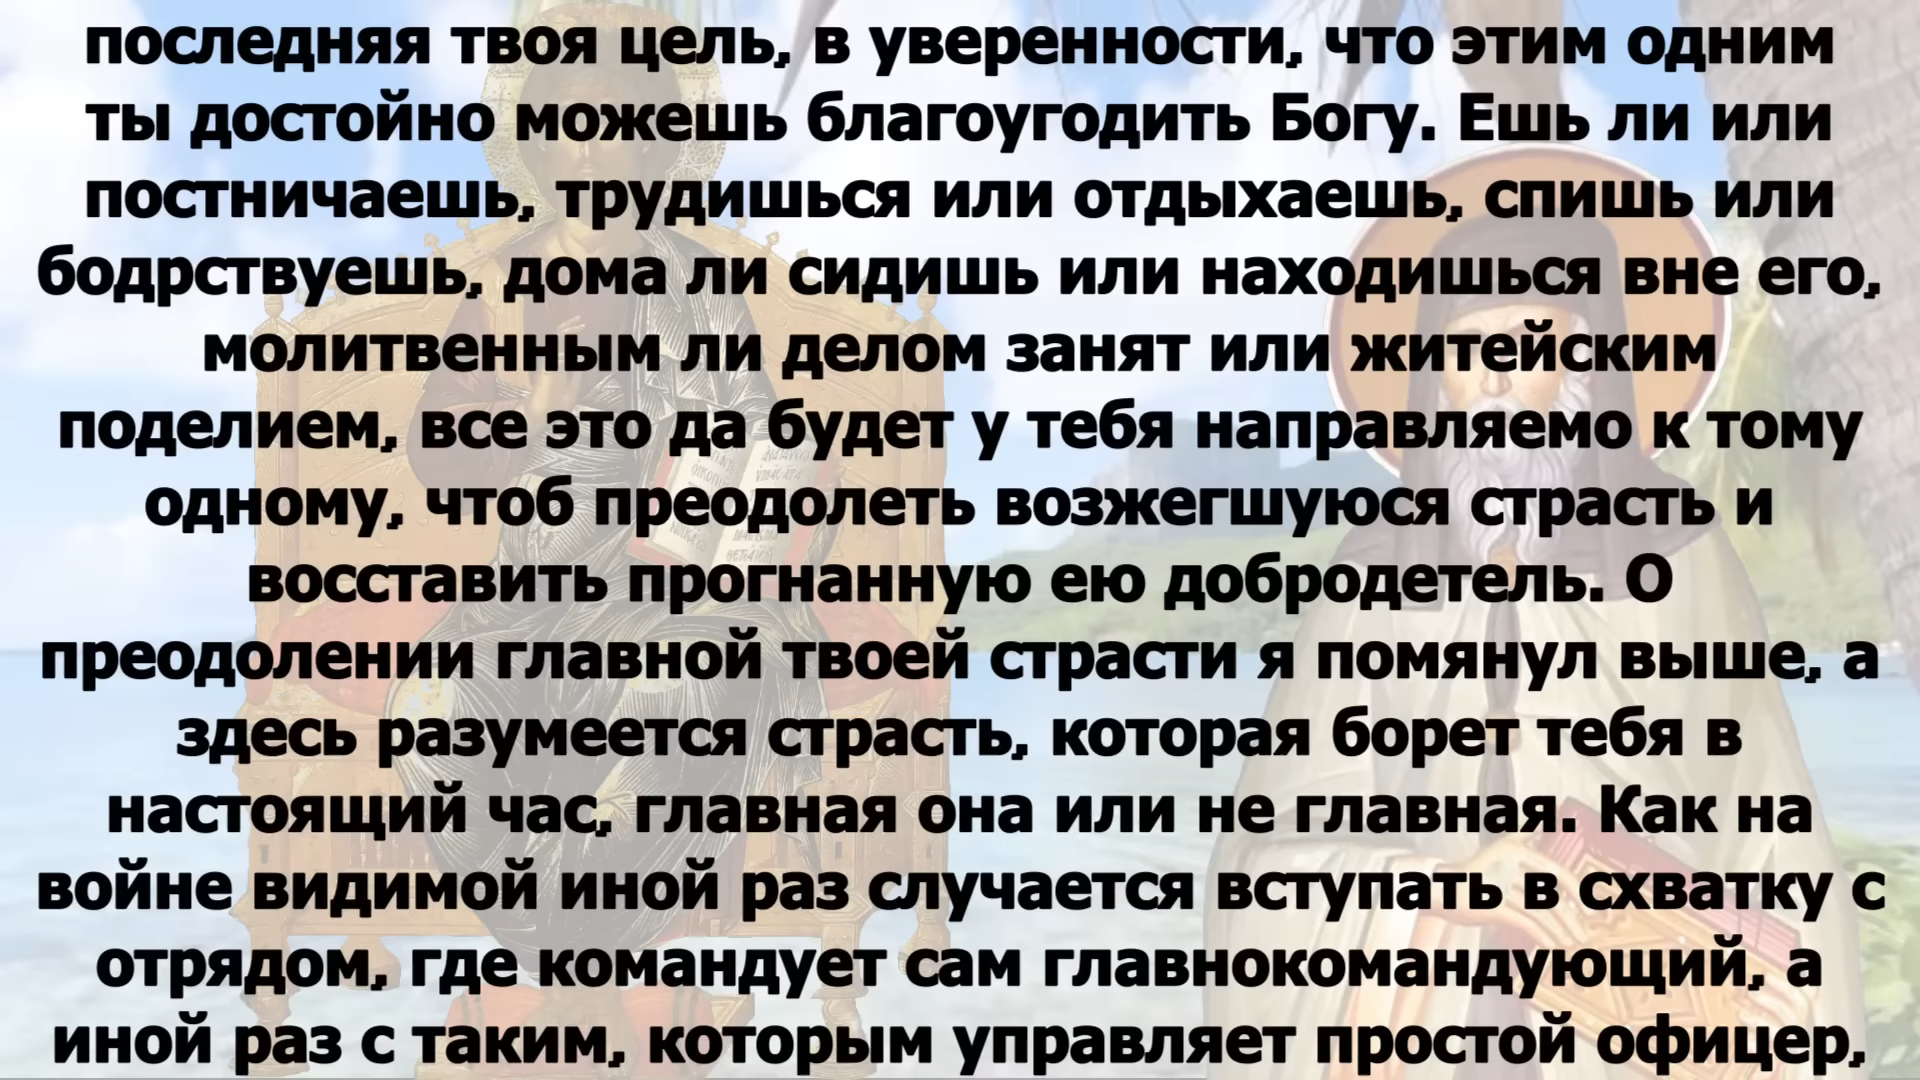 последняя твоя цель, в уверенности, что этим одним
ты достойно можешь благоугодить Богу. Ешь ли или
постничаешь, трудишься или отдыхаешь, спишь или
бодрствуешь, дома ли сидишь или находишься вне его,
молитвенным ли делом занят или житейским
поделием, все это да будет у тебя направляемо к тому
одному, чтоб преодолеть возжегшуюся страсть и
восставить прогнанную ею добродетель. О
преодолении главной твоей страсти я помянул выше, а
здесь разумеется страсть, которая борет тебя в
настоящий час, главная она или не главная. Как на
войне видимой иной раз случается вступать в схватку с
отрядом, где командует сам главнокомандующий, а
иной раз с таким, которым управляет простой офицер,